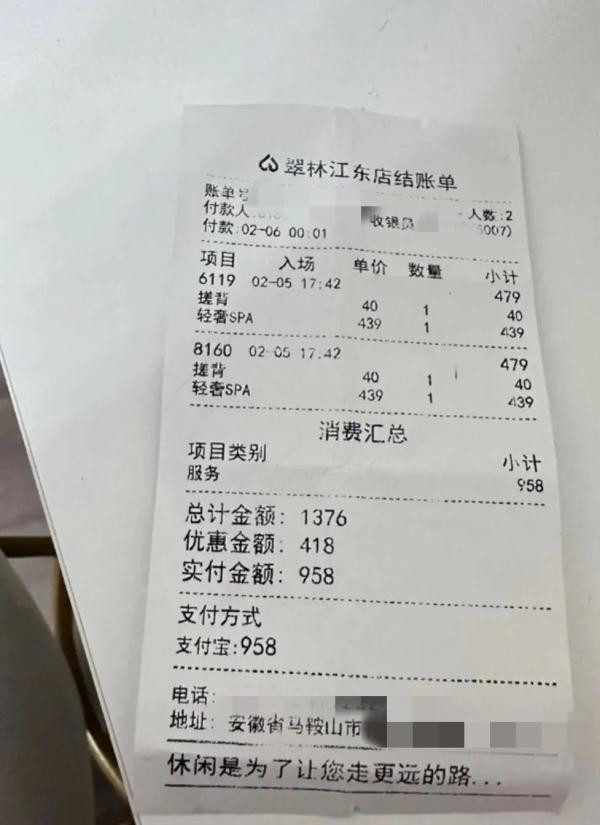 翠林江东店结账单
账单号
人数:2
付款人:
收银员
5007)
付款:02-06 00:01
项目 入场 单价 数量 小计
6119 02-05 17:42 479
搓背 40 1 40
轻奢SPA 439 1 439
8160 02-05 17:42 479
搓背 40 1 40
轻奢SPA 439 1 439
消费汇总
项目类别 小计
服务 958
总计金额: 1376
优惠金额: 418
实付金额: 958
支付方式
支付宝:958
电话:
地址: 安徽省马鞍山市
休闲是为了让您走更远的路...